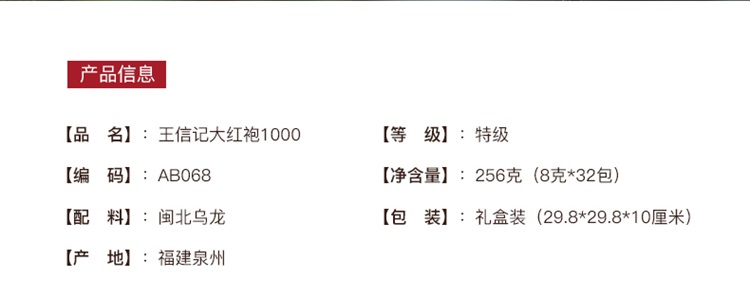 产品信息
【品 名】：王信记大红袍1000 【等 级】：特级
【编 码】：AB068 【净含量】：256克（8克*32包）
【配 料】：闽北乌龙 【包 装】：礼盒装（29.8*29.8*10厘米）
【产 地】：福建泉州